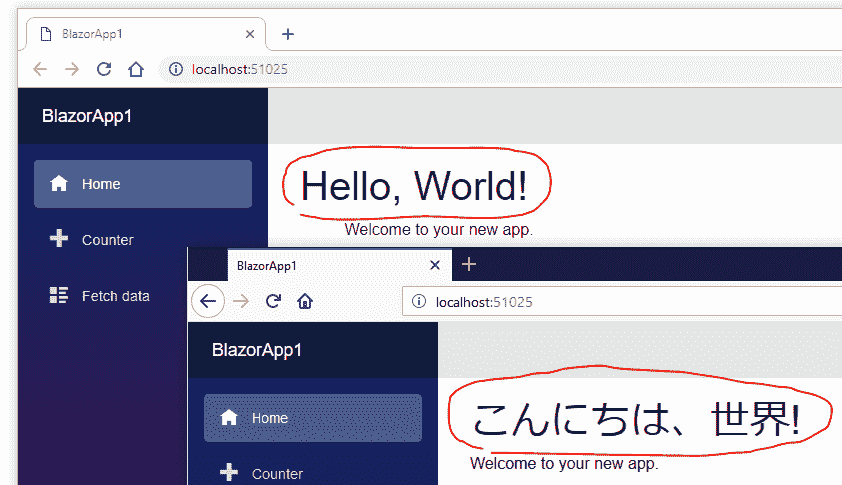 BlazorApp1
localhost:51025
BlazorApp1
Home
Counter
Fetch data
Hello, World!
Welcome to your new app.
BlazorApp1
localhost:51025
BlazorApp1
Home
Counter
こんにちは、世界!
Welcome to your new app.